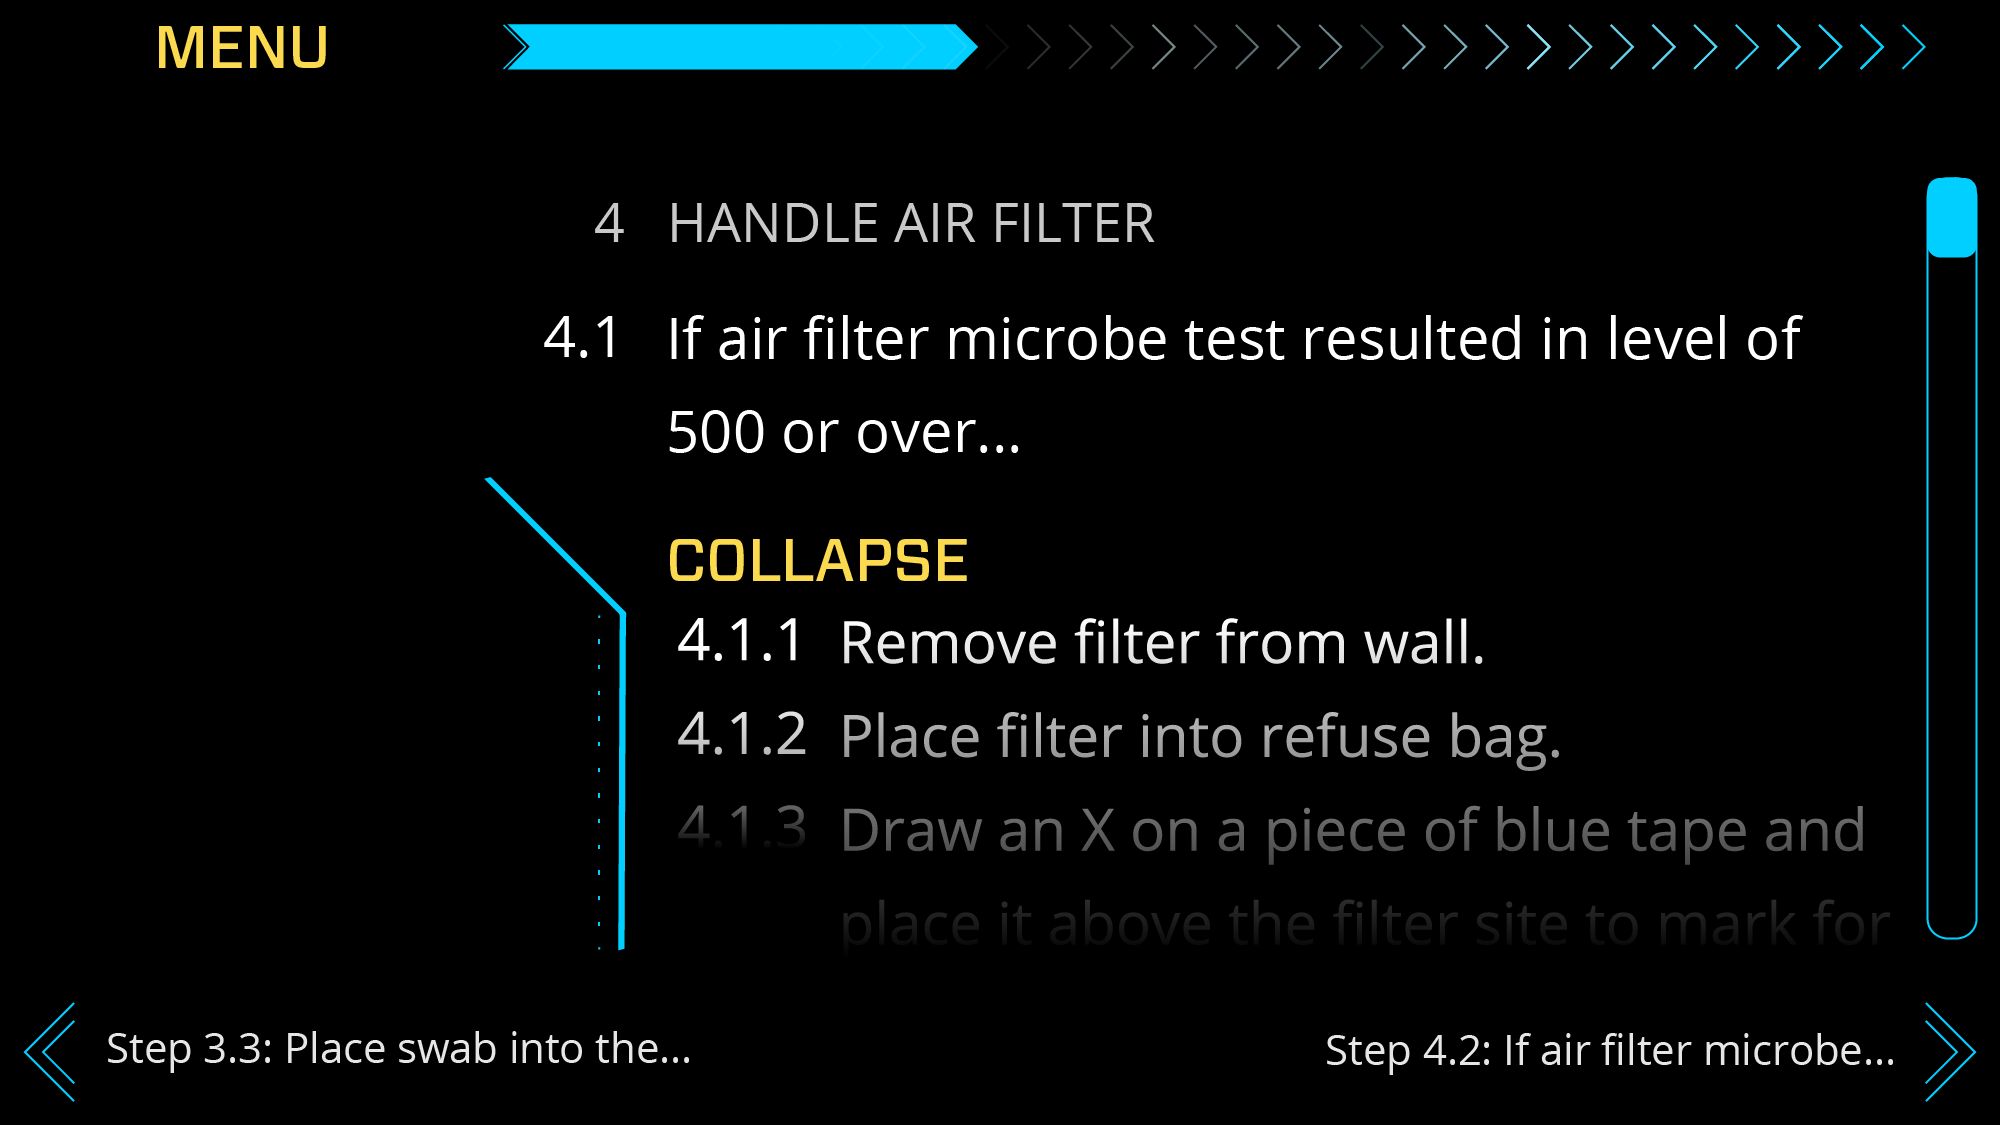 MENU
4 HANDLE AIR FILTER
4.1 If air filter microbe test resulted in level of
500 or over...
COLLAPSE
4.1.1 Remove filter from wall.
4.1.2 Place filter into refuse bag.
4.1.3 Draw an X on a piece of blue tape and
place it above the filter site to mark for
Step 3.3: Place swab into the...
Step 4.2: If air filter microbe...